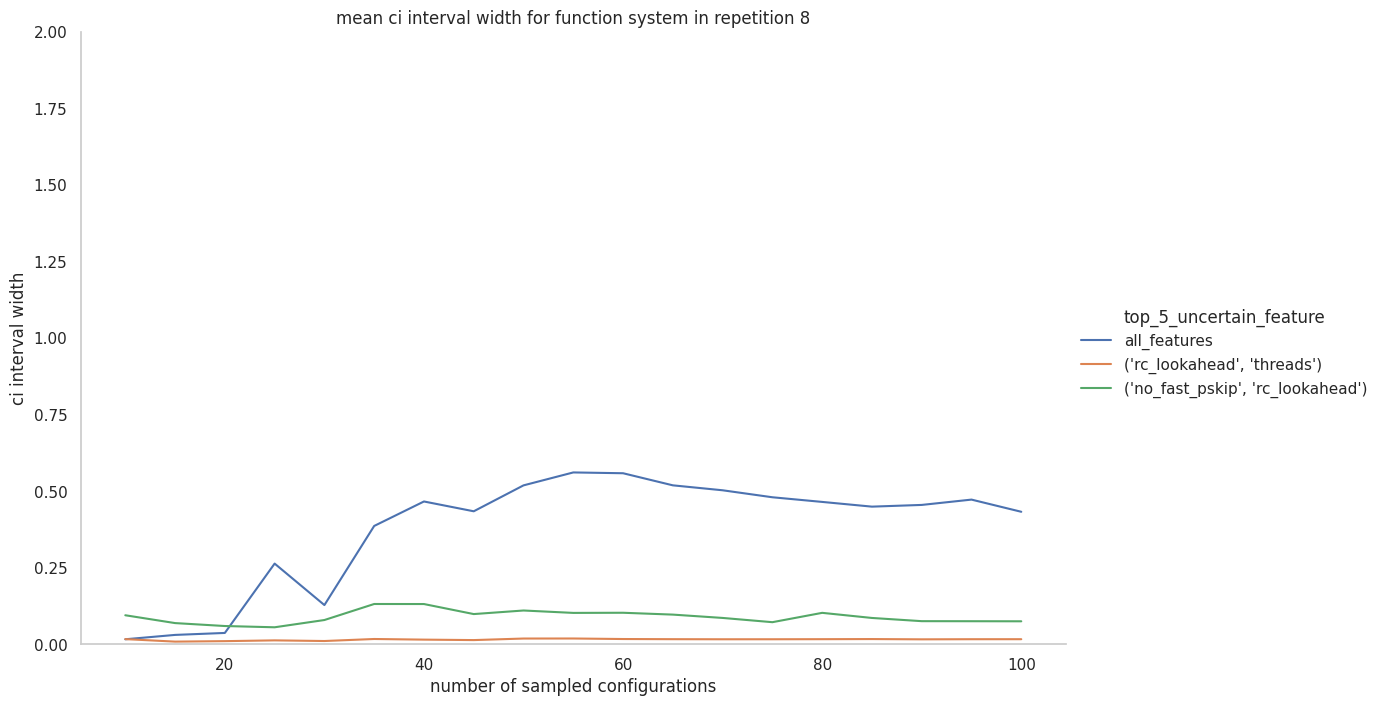 mean ci interval width for function system in repetition 8
2.00
1.75
1.50
1.25
1.00
0.75
0.50
0.25
0.00
ci interval width
20
40
60
80
100
number of sampled configurations
top_5_uncertain_feature
all_features
('rc_lookahead', 'threads')
('no_fast_pskip', 'rc_lookahead')